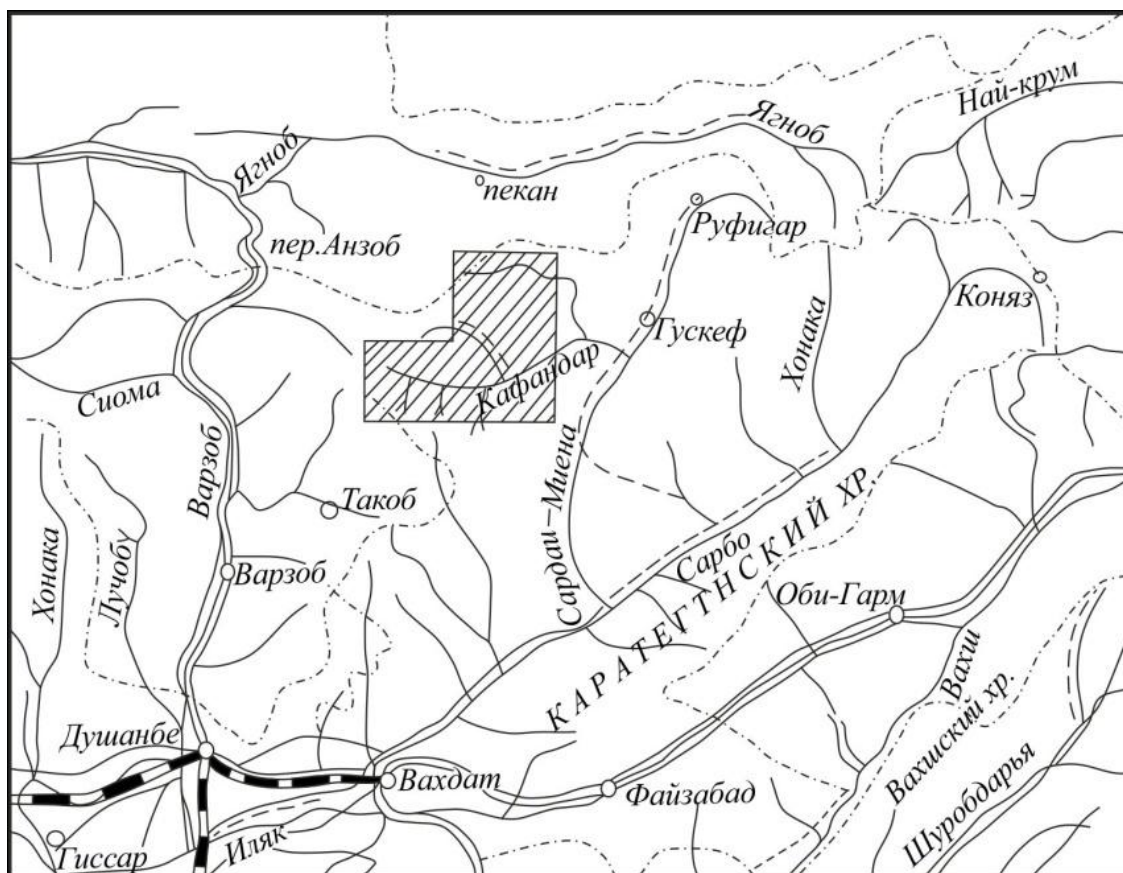 Най-крум
Ягноб
Ягноб
пекан
Руфигар
пер.Анзоб
Коняз
Гускеф
Хонака
Кафандар
Сиома
Варзоб
Такоб
Сардаи-Миена
Сарбо
КАРАТЕГТНСКИЙ ХР
Хонака
Лучобу
Варзоб
Оби-Гарм
Вахш
Вахшский хр.
Душанбе
Вахдат
Файзабад
Шуробдарья
Иляк
Гиссар